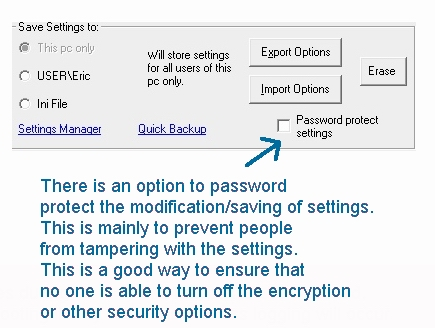 Save Settings to:
This pc only
USER\Eric
Ini File
Will store settings
for all users of this
pc only.
Export Options
Import Options
Erase
Settings Manager
Quick Backup
Password protect
settings
There is an option to password
protect the modification/saving of settings.
This is mainly to prevent people
from tampering with the settings.
This is a good way to ensure that
no one is able to turn off the encryption
or other security options.